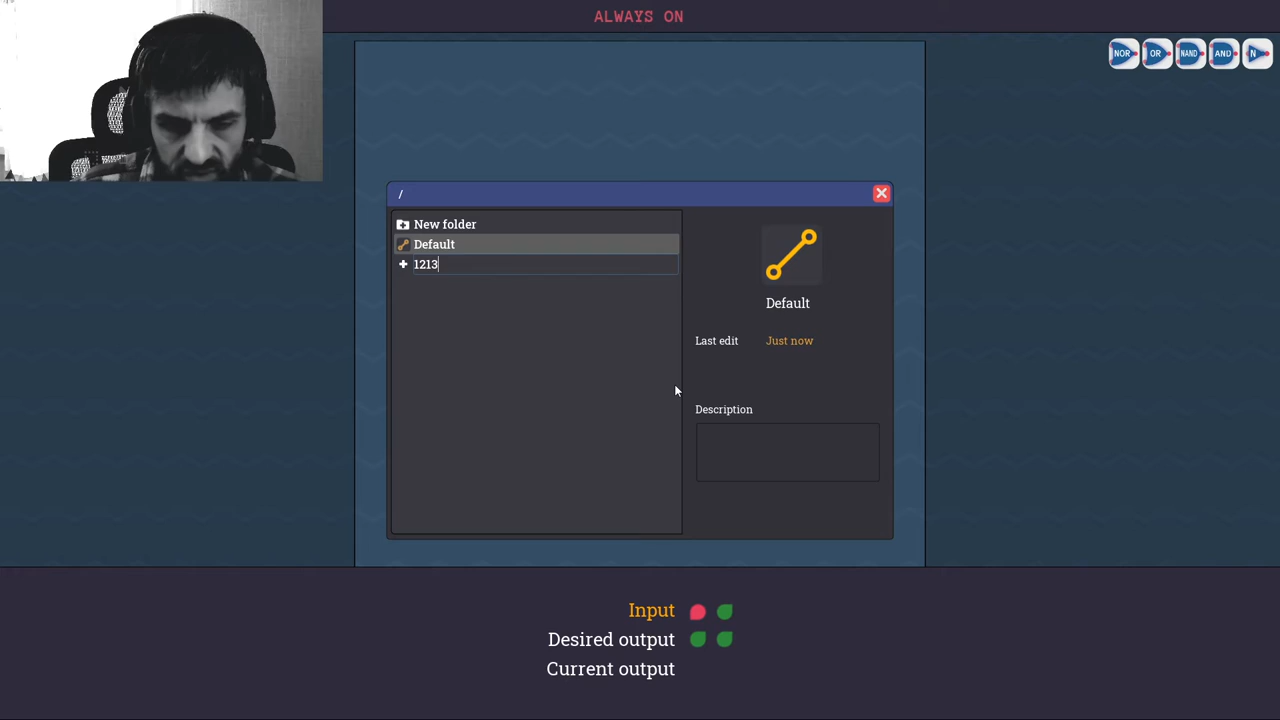 ALWAYS ON
NOR OR NAND AND N
/
New folder
Default
1213
Default
Last edit Just now
Description
Input
Desired output
Current output